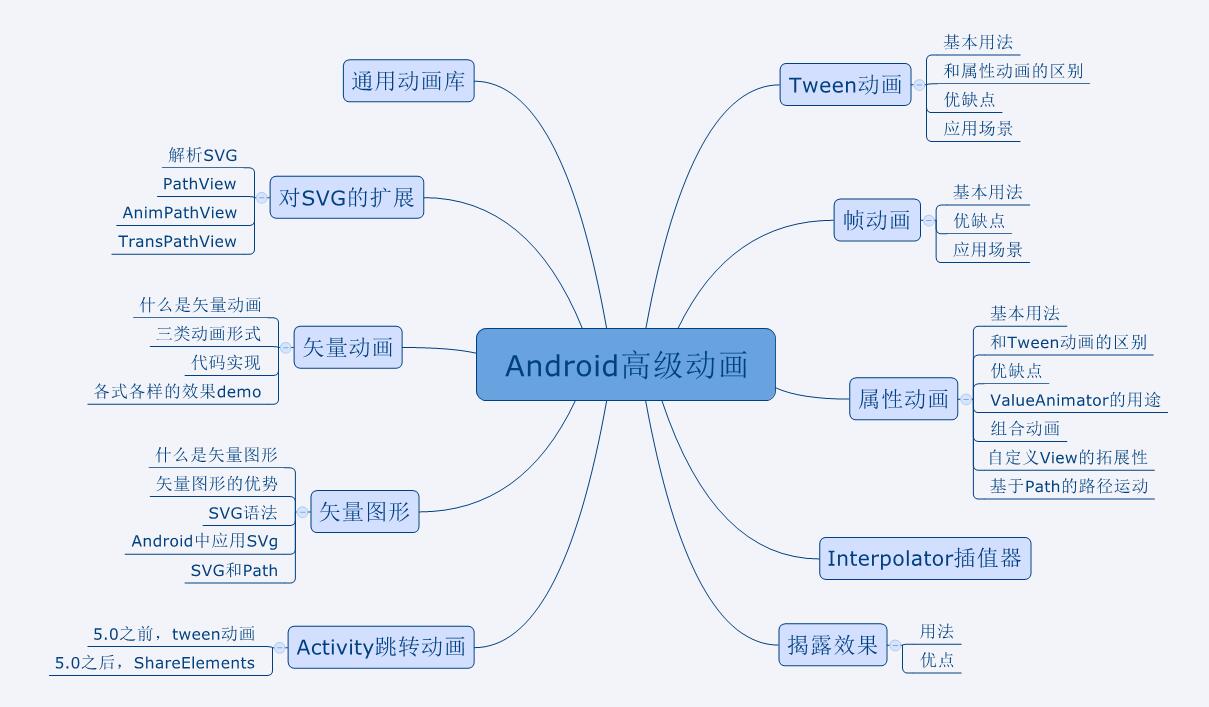 Android高级动画
Tween动画
基本用法
和属性动画的区别
优缺点
应用场景
帧动画
基本用法
优缺点
应用场景
属性动画
基本用法
和Tween动画的区别
优缺点
ValueAnimator的用途
组合动画
自定义View的拓展性
基于Path的路径运动
Interpolator插值器
揭露效果
用法
优点
通用动画库
对SVG的扩展
解析SVG
PathView
AnimPathView
TransPathView
矢量动画
什么是矢量动画
三类动画形式
代码实现
各式各样的效果demo
矢量图形
什么是矢量图形
矢量图形的优势
SVG语法
Android中应用SVg
SVG和Path
Activity跳转动画
5.0之前，tween动画
5.0之后，ShareElements